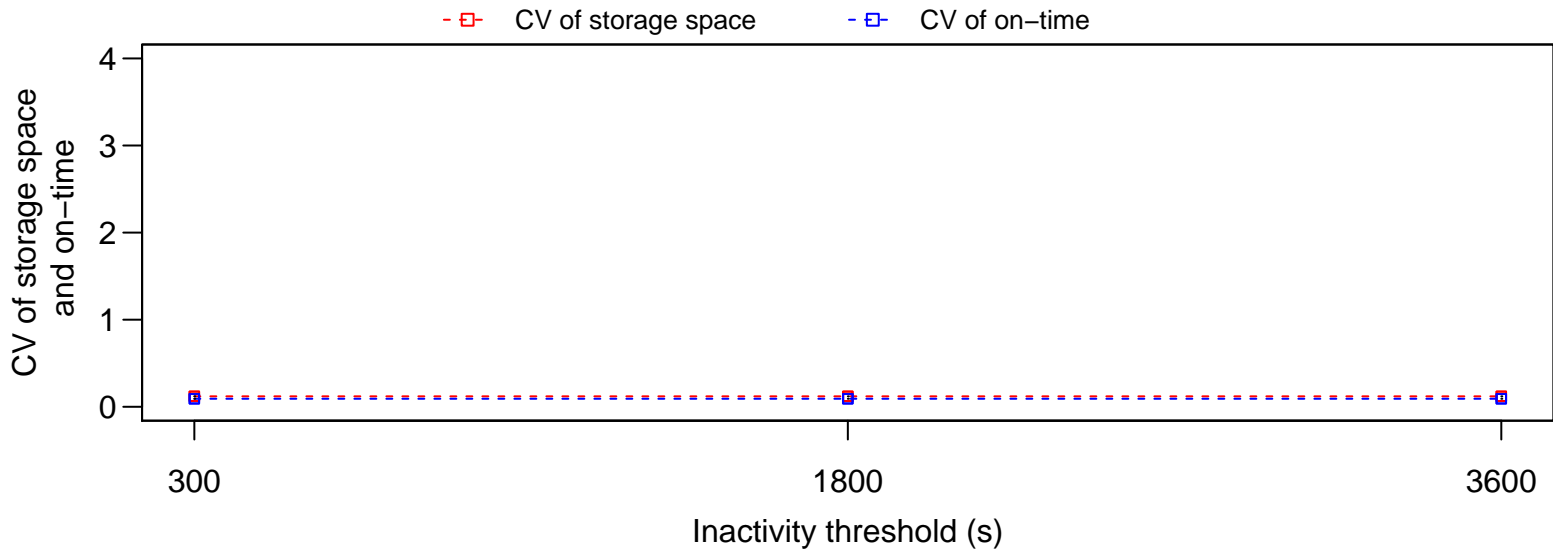 CV of storage space
CV of on−time
CV of storage space
and on−time
4
3
2
1
0
300
1800
3600
Inactivity threshold (s)